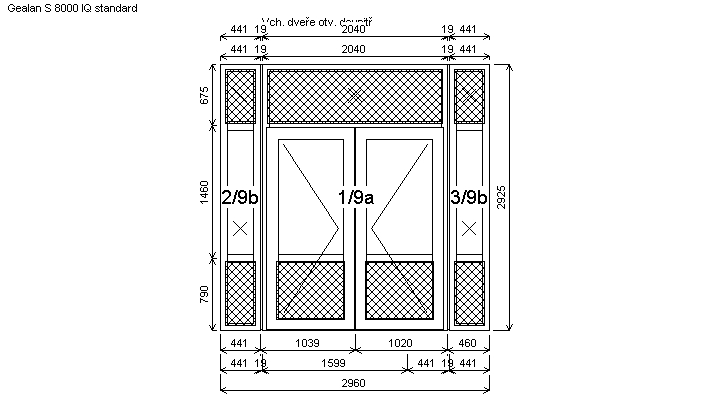 Gealan S 8000 IQ standard
Vch. dveře otv. dovnitř
441 19 2040 19 441
441 19 2040 19 441
675
1460
790
2/9b 1/9a 3/9b
2925
441 1039 1020 460
441 19 1599 441 19 441
2960